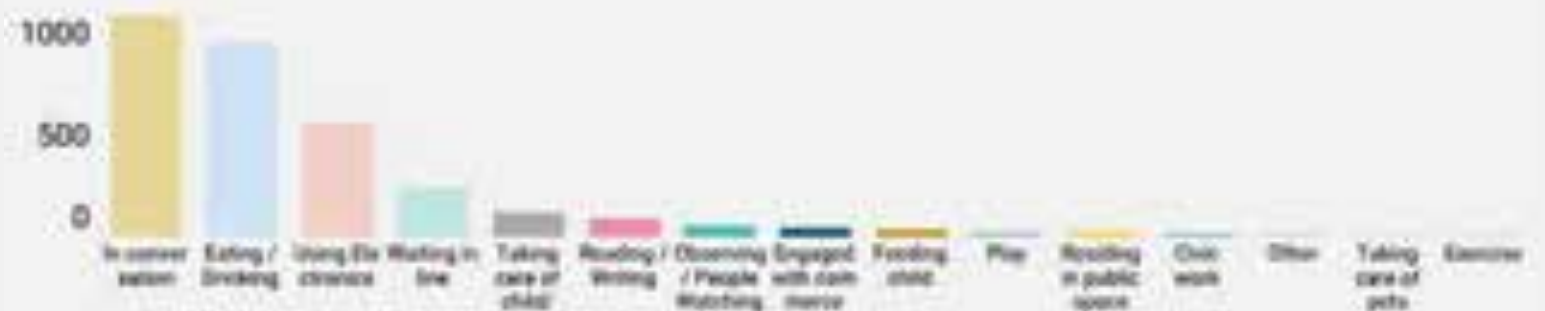 1000
500
0
In conver
sation
Eating /
Drinking
Using Ele
ctronics
Waiting in
line
Taking
care of
child/
Reading /
Writing
Observing
/ People
Watching
Engaged
with com
merce
Feeding
child
Play
Reading
in public
space
Civic
work
Other
Taking
care of
pets
Exercise